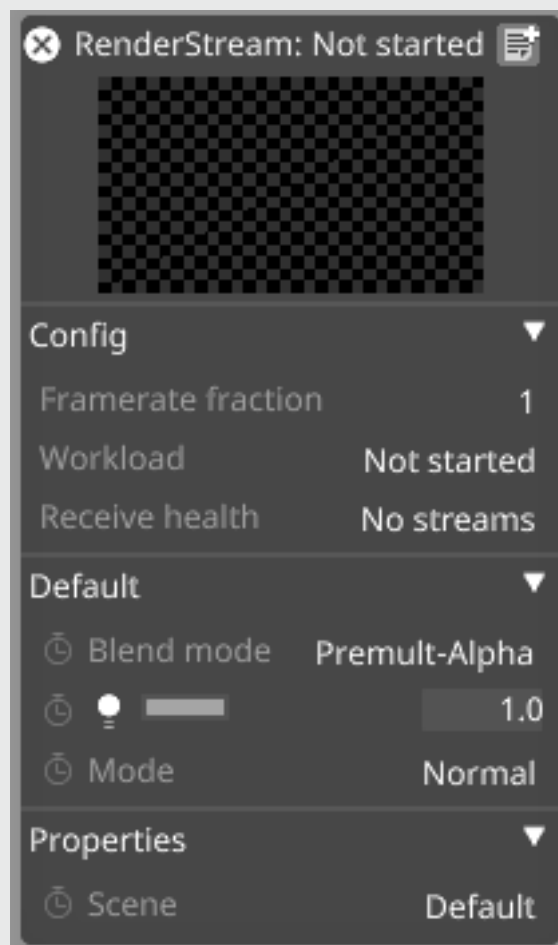 RenderStream: Not started
Config
Framerate fraction 1
Workload Not started
Receive health No streams
Default
Blend mode Premult-Alpha
1.0
Mode Normal
Properties
Scene Default